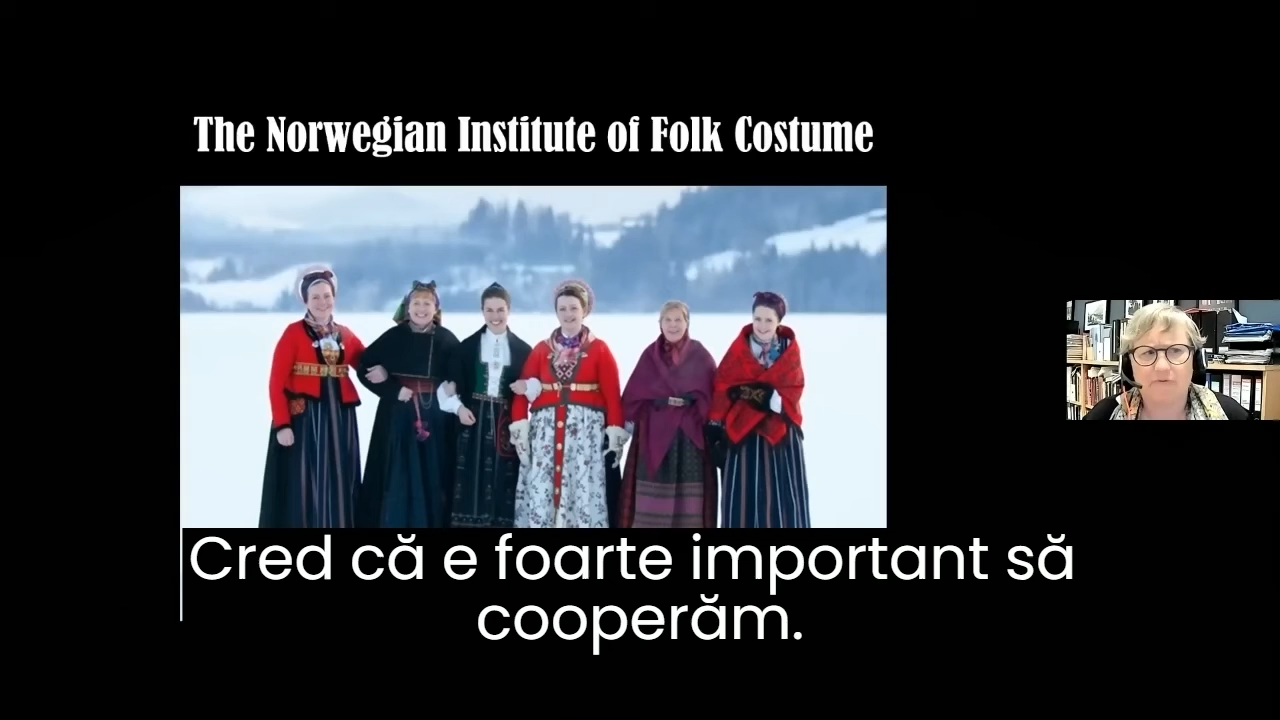 The Norwegian Institute of Folk Costume
Cred că e foarte important să
cooperăm.